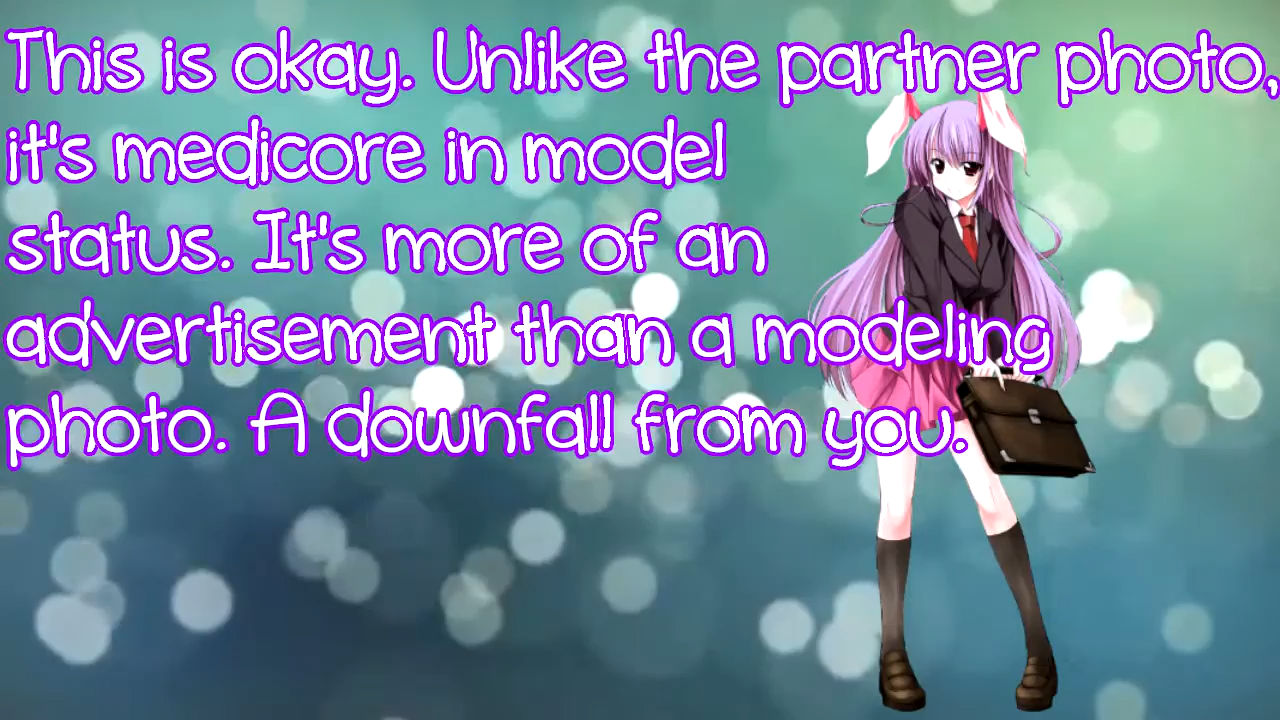 This is okay. Unlike the partner photo,
it's medicore in model
status. It's more of an
advertisement than a modeling
photo. A downfall from you.